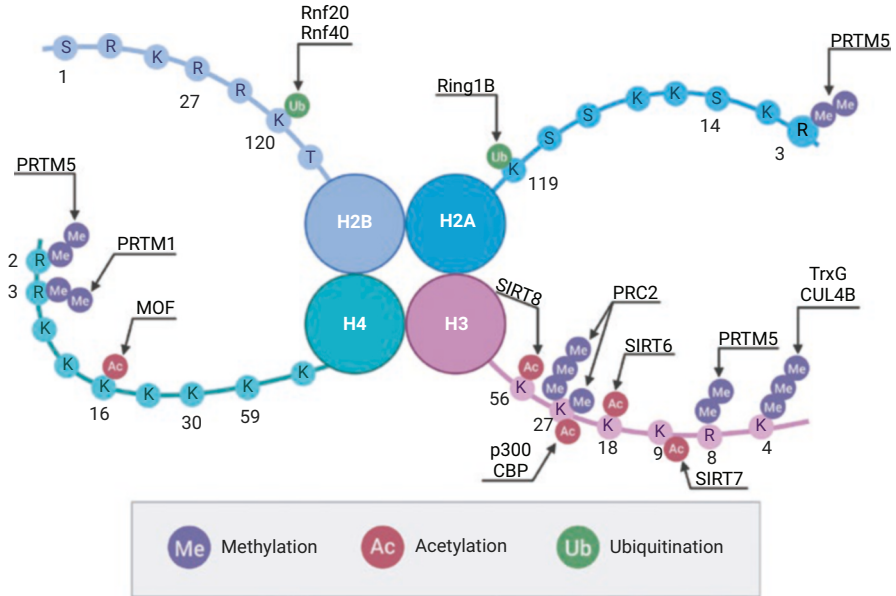 Rnf20
Rnf40
S R K R R K T
1 27 120
Ub
Ring1B
Ub
K S S K K S K R
119 14 3
PRTM5
Me Me
H2B H2A
H4 H3
PRTM5
Me Me
2 R
PRTM1
Me Me
3 R
MOF
Ac
K K K K K K K
16 30 59
SIRT8
Ac
K
56
PRC2
Me Me Me
Me
K
27
Ac
p300
CBP
SIRT6
Ac
K
18
K
9
Ac
SIRT7
PRTM5
Me Me
R
8
TrxG
CUL4B
Me Me Me
K
4
Me Methylation
Ac Acetylation
Ub Ubiquitination